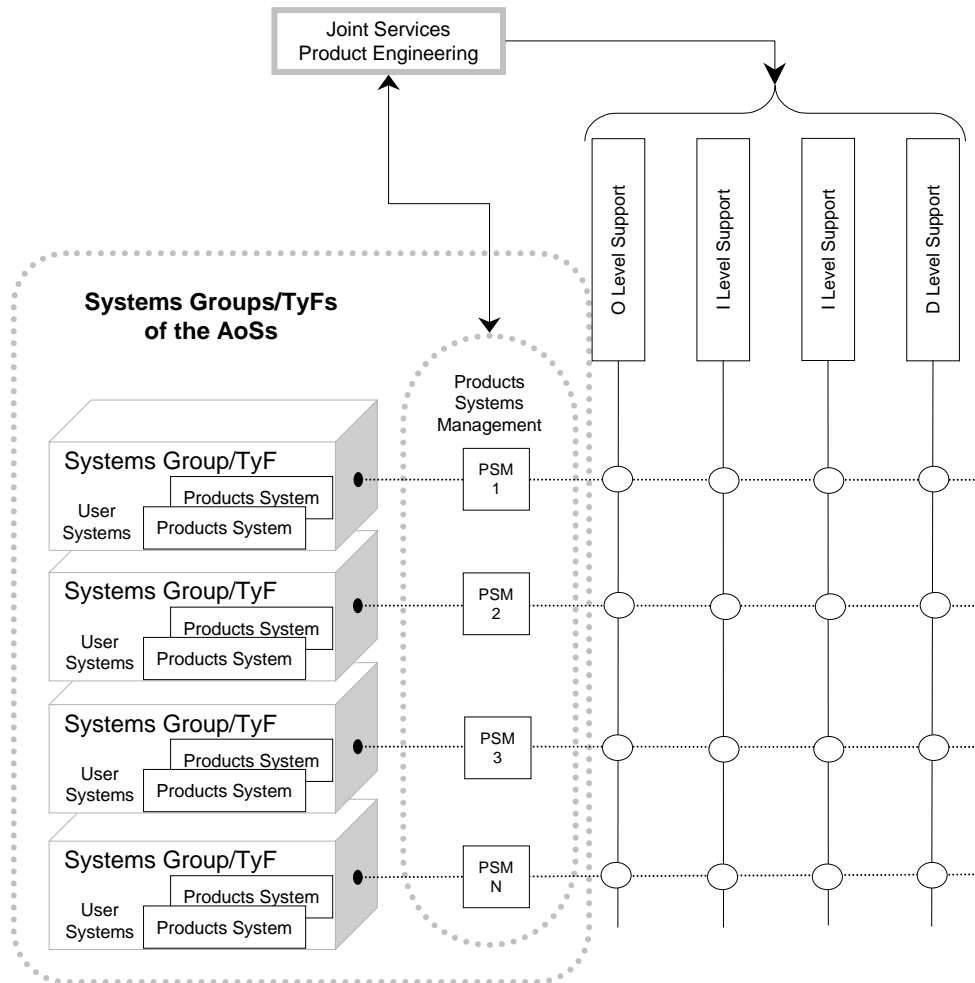 Joint Services
Product Engineering
O Level Support
I Level Support
I Level Support
D Level Support
Systems Groups/TyFs
of the AoSs
Products
Systems
Management
Systems Group/TyF
Products System
User
Systems
Products System
PSM
1
Systems Group/TyF
Products System
User
Systems
Products System
PSM
2
Systems Group/TyF
Products System
User
Systems
Products System
PSM
3
Systems Group/TyF
Products System
User
Systems
Products System
PSM
N